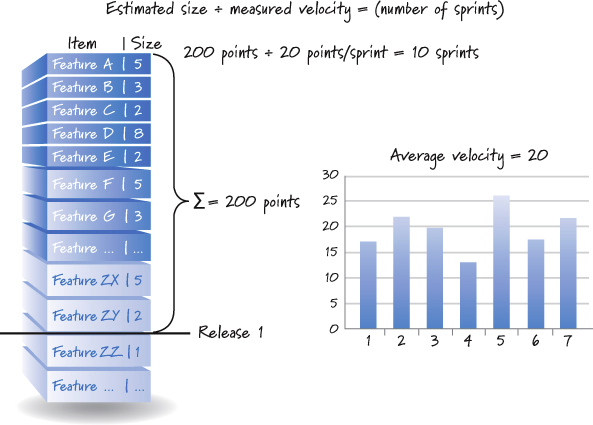 Estimated size ÷ measured velocity = (number of sprints)
Item | Size
200 points ÷ 20 points/sprint = 10 sprints
Feature A | 5
Feature B | 3
Feature C | 2
Feature D | 8
Feature E | 2
Feature F | 5
Feature G | 3
Feature ... | ...
Feature ZX | 5
Feature ZY | 2
Feature ZZ | 1
Feature ... | ...
Σ = 200 points
Release 1
Average velocity = 20
30
25
20
15
10
5
0
1 2 3 4 5 6 7